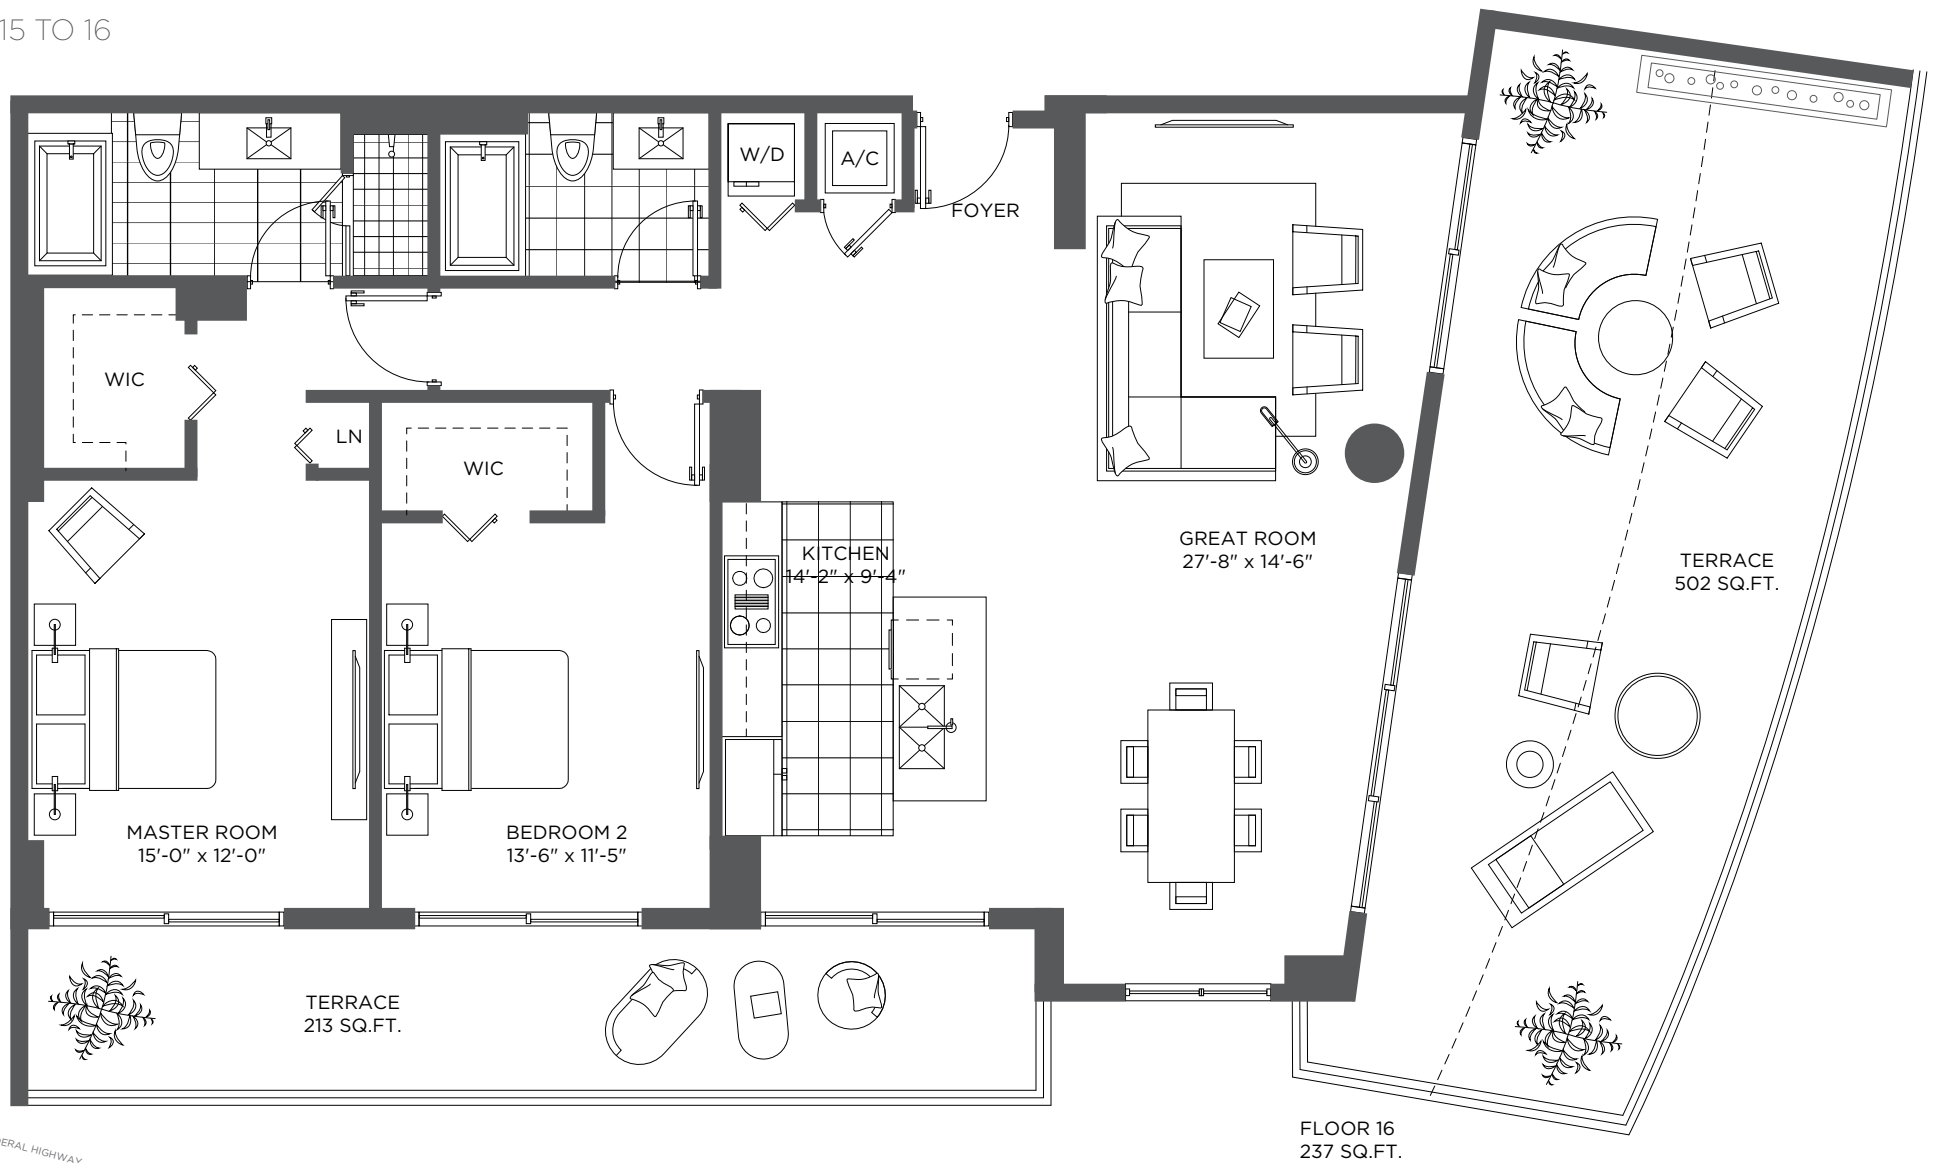 15 TO 16
W/D
A/C
FOYER
WIC
LN
WIC
KITCHEN
14'-2" x 9'-4"
GREAT ROOM
27'-8" x 14'-6"
TERRACE
502 SQ.FT.
MASTER ROOM
15'-0" x 12'-0"
BEDROOM 2
13'-6" x 11'-5"
TERRACE
213 SQ.FT.
FLOOR 16
237 SQ.FT.
HIGHWAY